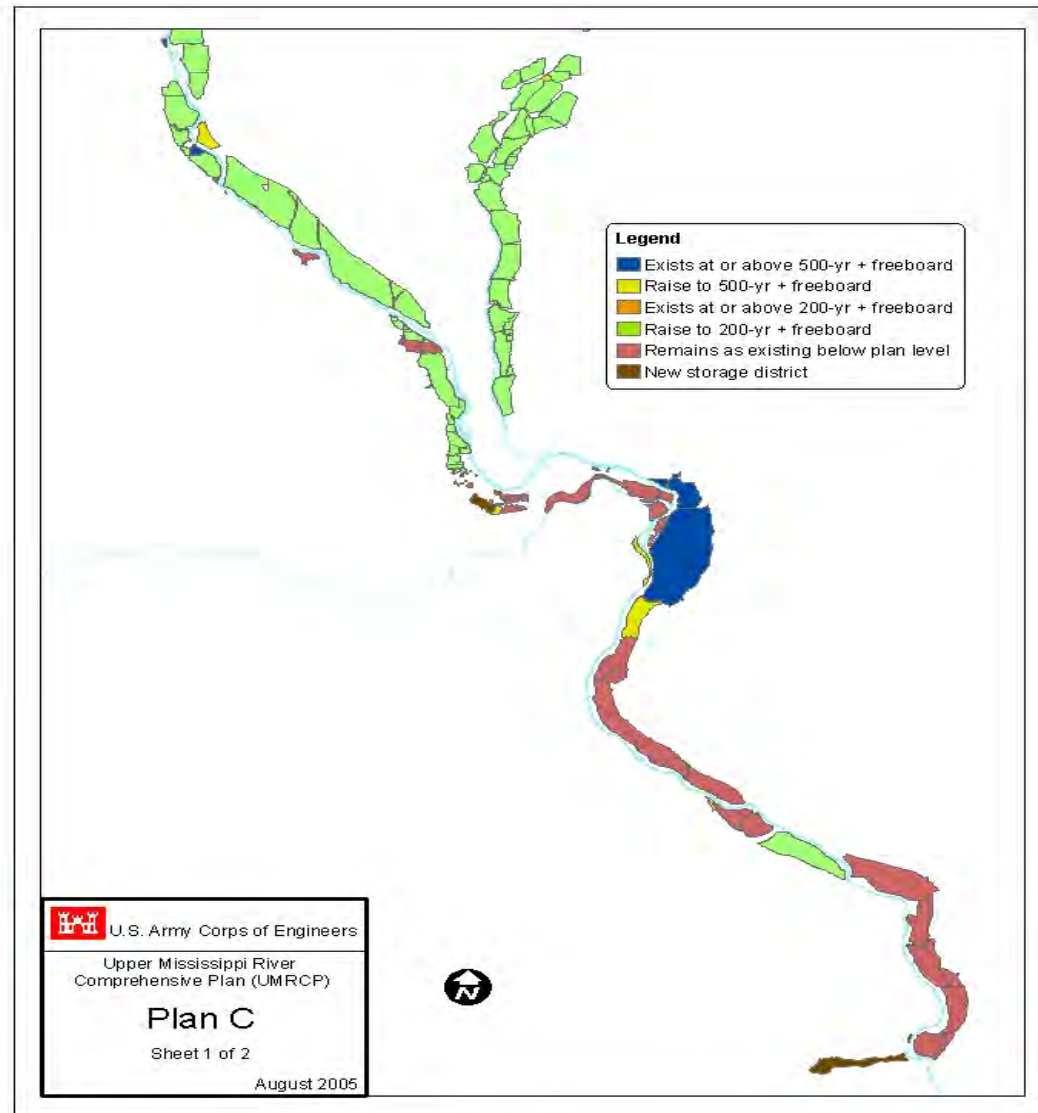 Legend
Exists at or above 500-yr + freeboard
Raise to 500-yr + freeboard
Exists at or above 200-yr + freeboard
Raise to 200-yr + freeboard
Remains as existing below plan level
New storage district
U.S. Army Corps of Engineers
Upper Mississippi River
Comprehensive Plan (UMRCP)
Plan C
Sheet 1 of 2
August 2005
N